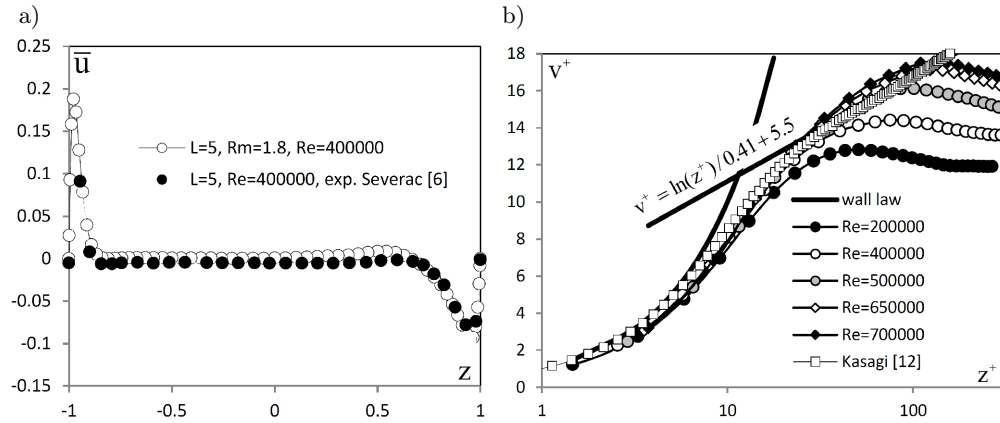 a)
b)
0.25
0.2
0.15
0.1
0.05
0
-0.05
-0.1
-0.15
u̅
L=5, Rm=1.8, Re=400000
L=5, Re=400000, exp. Severac [6]
z
-1
-0.5
0
0.5
1
18
16
14
12
10
8
6
4
2
0
v⁺
v⁺ = ln(z⁺)/0.41+5.5
wall law
Re=200000
Re=400000
Re=500000
Re=650000
Re=700000
Kasagi [12]
z⁺
1
10
100